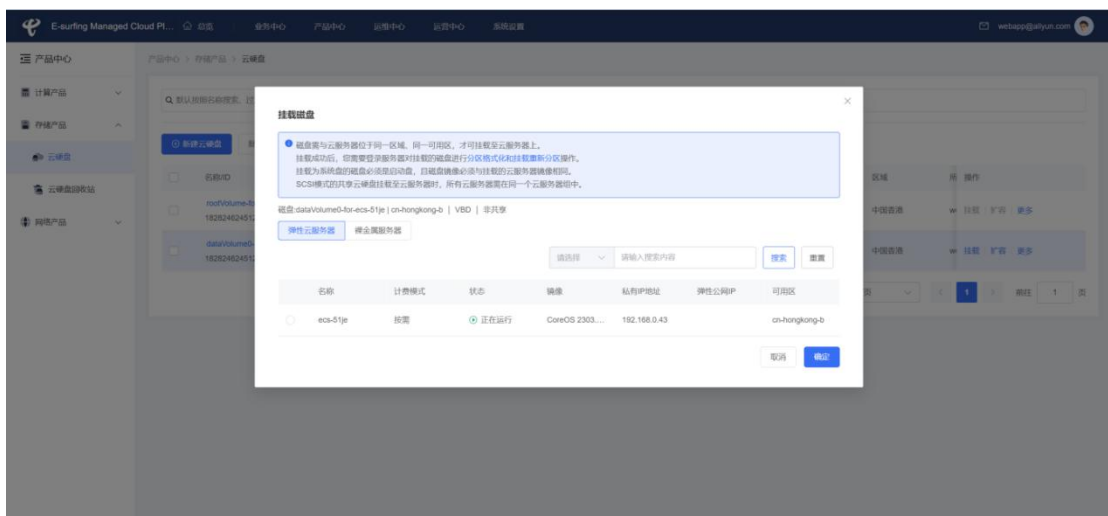 E-surfing Managed Cloud Pl... 总览 业务中心 产品中心 运维中心 运营中心 系统设置 webapp@aliyun.com
产品中心
产品中心 > 存储产品 > 云硬盘
计算产品
存储产品
云硬盘
云硬盘回收站
网络产品
新建云硬盘
名称/ID 区域 操作
rootVolume-fo
18282462451 中国香港 挂载 扩容 更多
dataVolume0-
18282462451 中国香港 挂载 扩容 更多
1 前往 1 页
挂载磁盘
磁盘需与云服务器位于同一区域、同一可用区，才可挂载至云服务器上。
挂载成功后，您需要登录服务器对挂载的磁盘进行分区格式化和挂载重新分区操作。
挂载为系统盘的磁盘必须是启动盘，且磁盘镜像必须与挂载的云服务器镜像相同。
SCSI模式的共享云硬盘挂载至云服务器时，所有云服务器需在同一个云服务器组中。
磁盘:dataVolume0-for-ecs-51je | cn-hongkong-b | VBD | 非共享
弹性云服务器 裸金属服务器
请选择 请输入搜索内容 搜索 重置
名称 计费模式 状态 镜像 私有IP地址 弹性公网IP 可用区
ecs-51je 按需 正在运行 CoreOS 2303.... 192.168.0.43 cn-hongkong-b
取消 确定